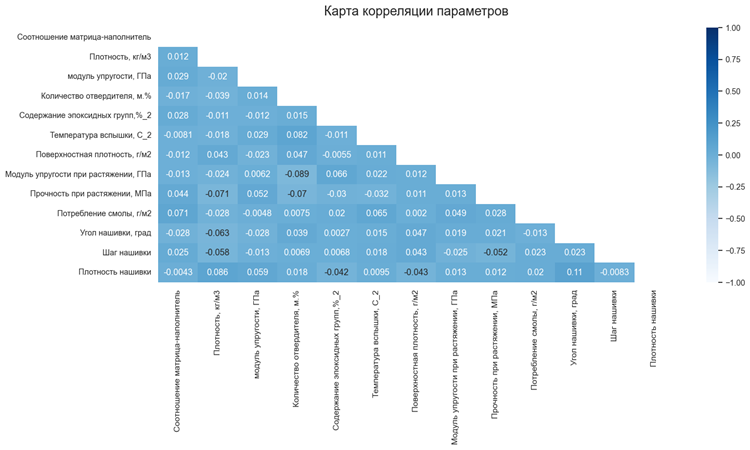 Карта корреляции параметров
Соотношение матрица-наполнитель
Плотность, кг/м3 0.012
модуль упругости, ГПа 0.029 -0.02
Количество отвердителя, м.% -0.017 -0.039 0.014
Содержание эпоксидных групп,%_2 0.028 -0.011 -0.012 0.015
Температура вспышки, С_2 -0.0081 -0.018 0.029 0.082 -0.011
Поверхностная плотность, г/м2 -0.012 0.043 -0.023 0.047 -0.0055 0.011
Модуль упругости при растяжении, ГПа -0.013 -0.024 0.0062 -0.089 0.066 0.022 0.012
Прочность при растяжении, МПа 0.044 -0.071 0.052 -0.07 -0.03 -0.032 0.011 0.013
Потребление смолы, г/м2 0.071 -0.028 -0.0048 0.0075 0.02 0.065 0.002 0.049 0.028
Угол нашивки, град -0.028 -0.063 -0.028 0.039 0.0027 0.015 0.047 0.019 0.021 -0.013
Шаг нашивки 0.025 -0.058 -0.013 0.0069 0.0068 0.018 0.043 -0.025 -0.052 0.023 0.023
Плотность нашивки -0.0043 0.086 0.059 0.018 -0.042 0.0095 -0.043 0.013 0.012 0.02 0.11 -0.0083
Соотношение матрица-наполнитель
Плотность, кг/м3
модуль упругости, ГПа
Количество отвердителя, м.%
Содержание эпоксидных групп,%_2
Температура вспышки, С_2
Поверхностная плотность, г/м2
Модуль упругости при растяжении, ГПа
Прочность при растяжении, МПа
Потребление смолы, г/м2
Угол нашивки, град
Шаг нашивки
Плотность нашивки
1.00
0.75
0.50
0.25
0.00
-0.25
-0.50
-0.75
-1.00